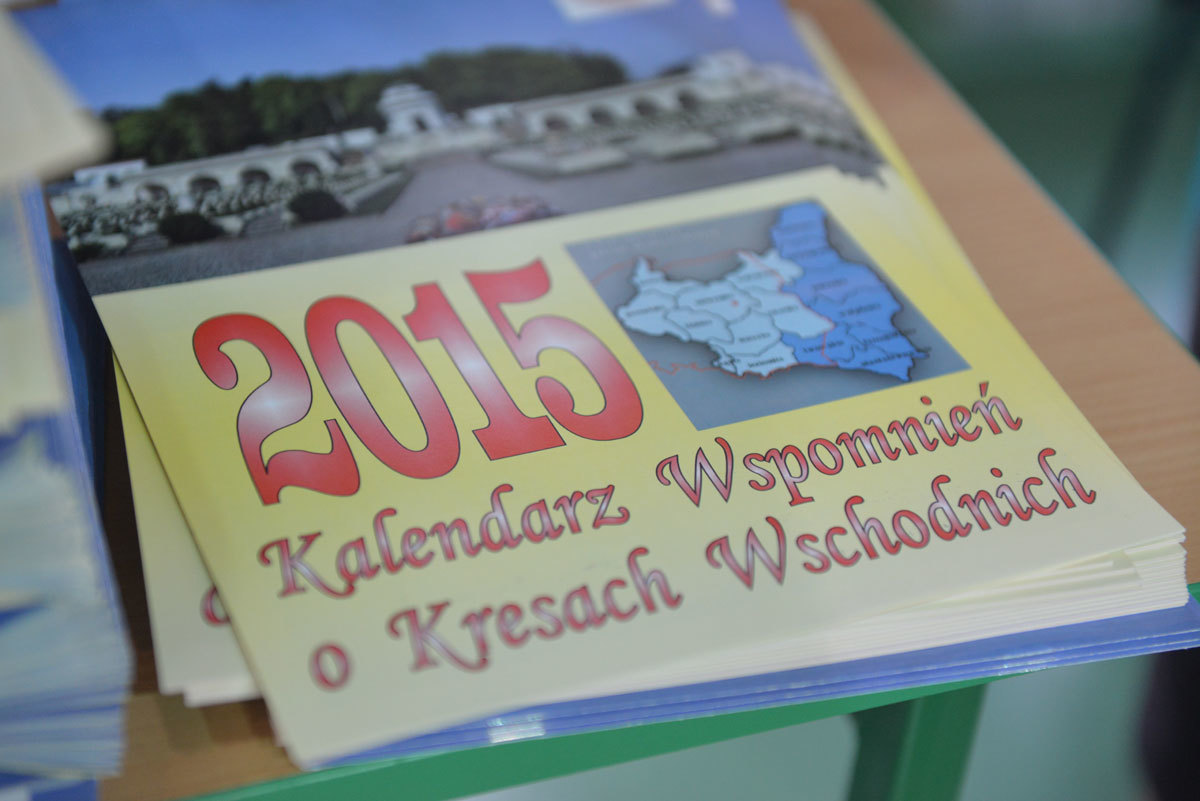 2015
Kalendarz Wspomnień
o Kresach Wschodnich